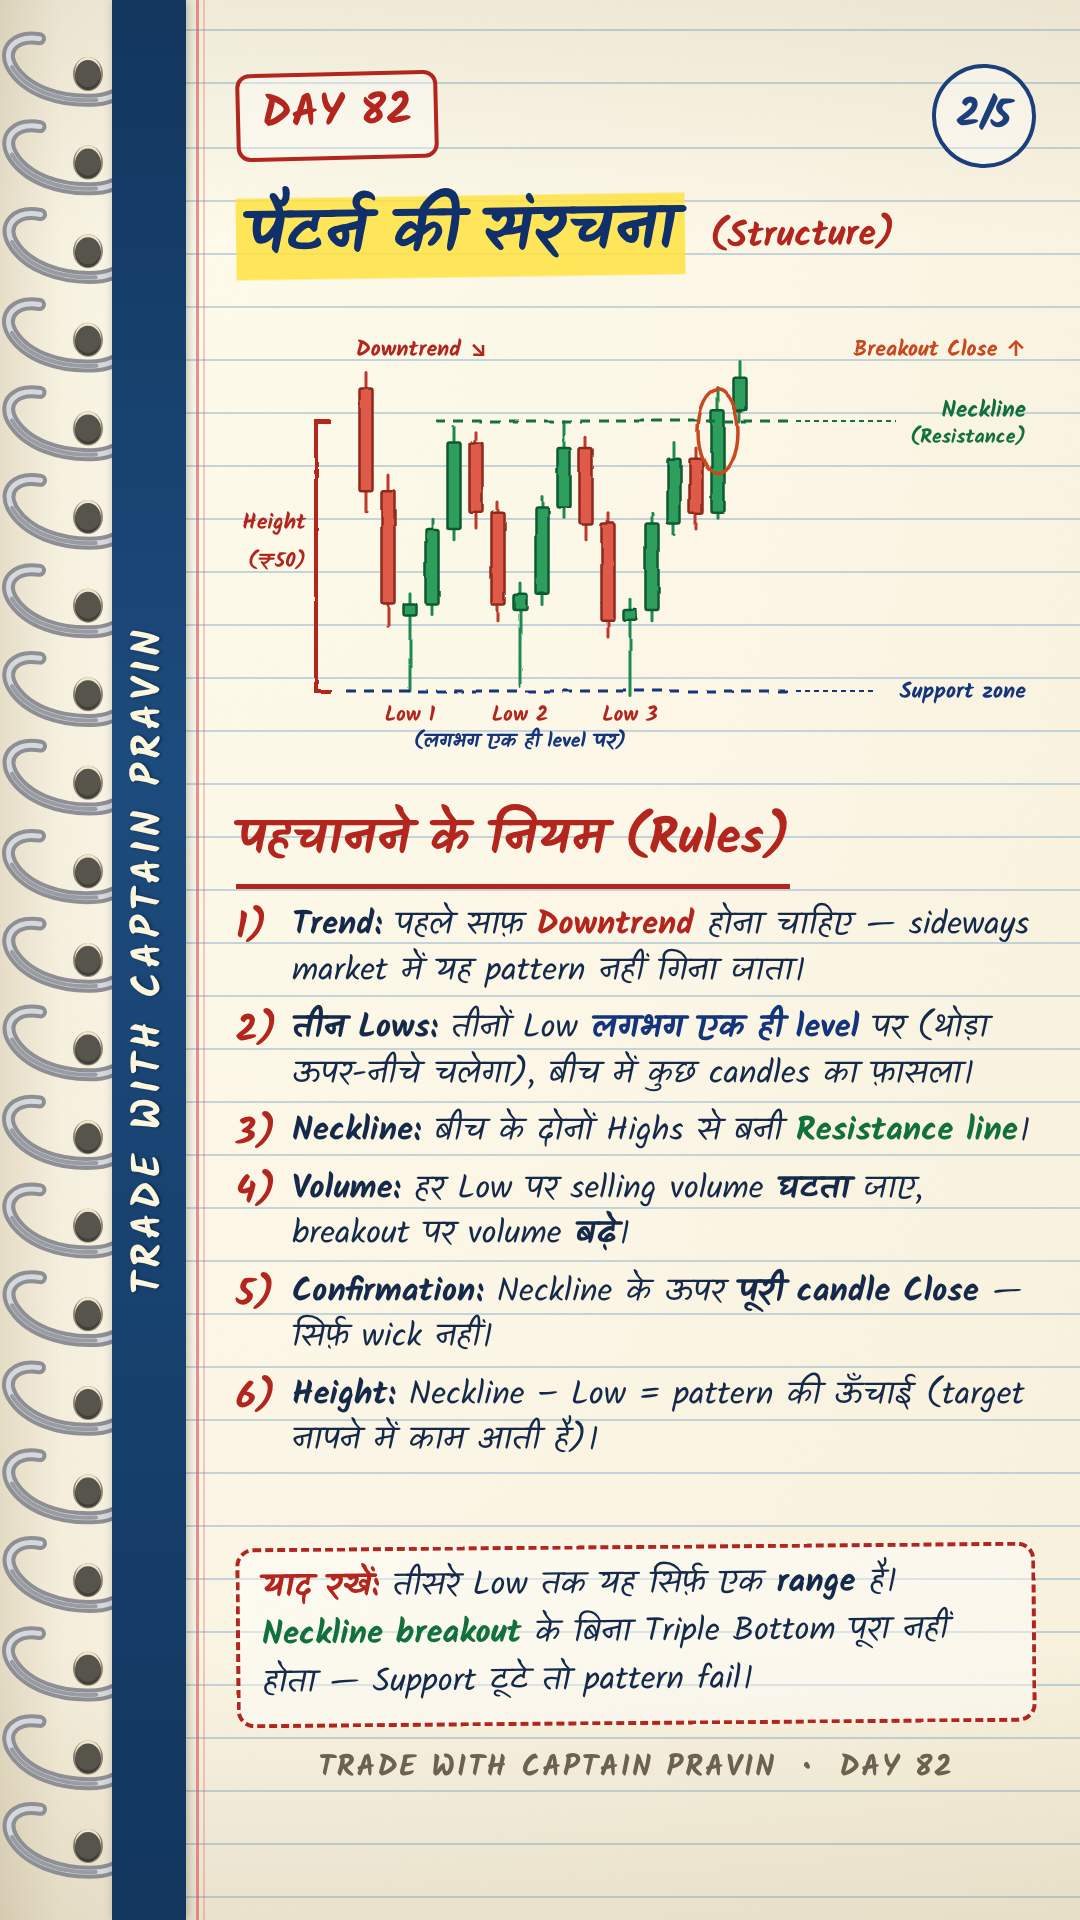 DAY 82
2/5
पैटर्न की संरचना (Structure)
Downtrend ↘
Breakout Close ↑
Neckline
(Resistance)
Height
(₹50)
Support zone
Low 1 Low 2 Low 3
(लगभग एक ही level पर)
पहचानने के नियम (Rules)
1) Trend: पहले साफ़ Downtrend होना चाहिए — sideways
market में यह pattern नहीं गिना जाता।
2) तीन Lows: तीनों Low लगभग एक ही level पर (थोड़ा
ऊपर-नीचे चलेगा), बीच में कुछ candles का फ़ासला।
3) Neckline: बीच के दोनों Highs से बनी Resistance line।
4) Volume: हर Low पर selling volume घटता जाए,
breakout पर volume बढ़े।
5) Confirmation: Neckline के ऊपर पूरी candle Close —
सिर्फ़ wick नहीं।
6) Height: Neckline – Low = pattern की ऊँचाई (target
नापने में काम आती है)।
याद रखें: तीसरे Low तक यह सिर्फ़ एक range है।
Neckline breakout के बिना Triple Bottom पूरा नहीं
होता — Support टूटे तो pattern fail।
TRADE WITH CAPTAIN PRAVIN · DAY 82
TRADE WITH CAPTAIN PRAVIN